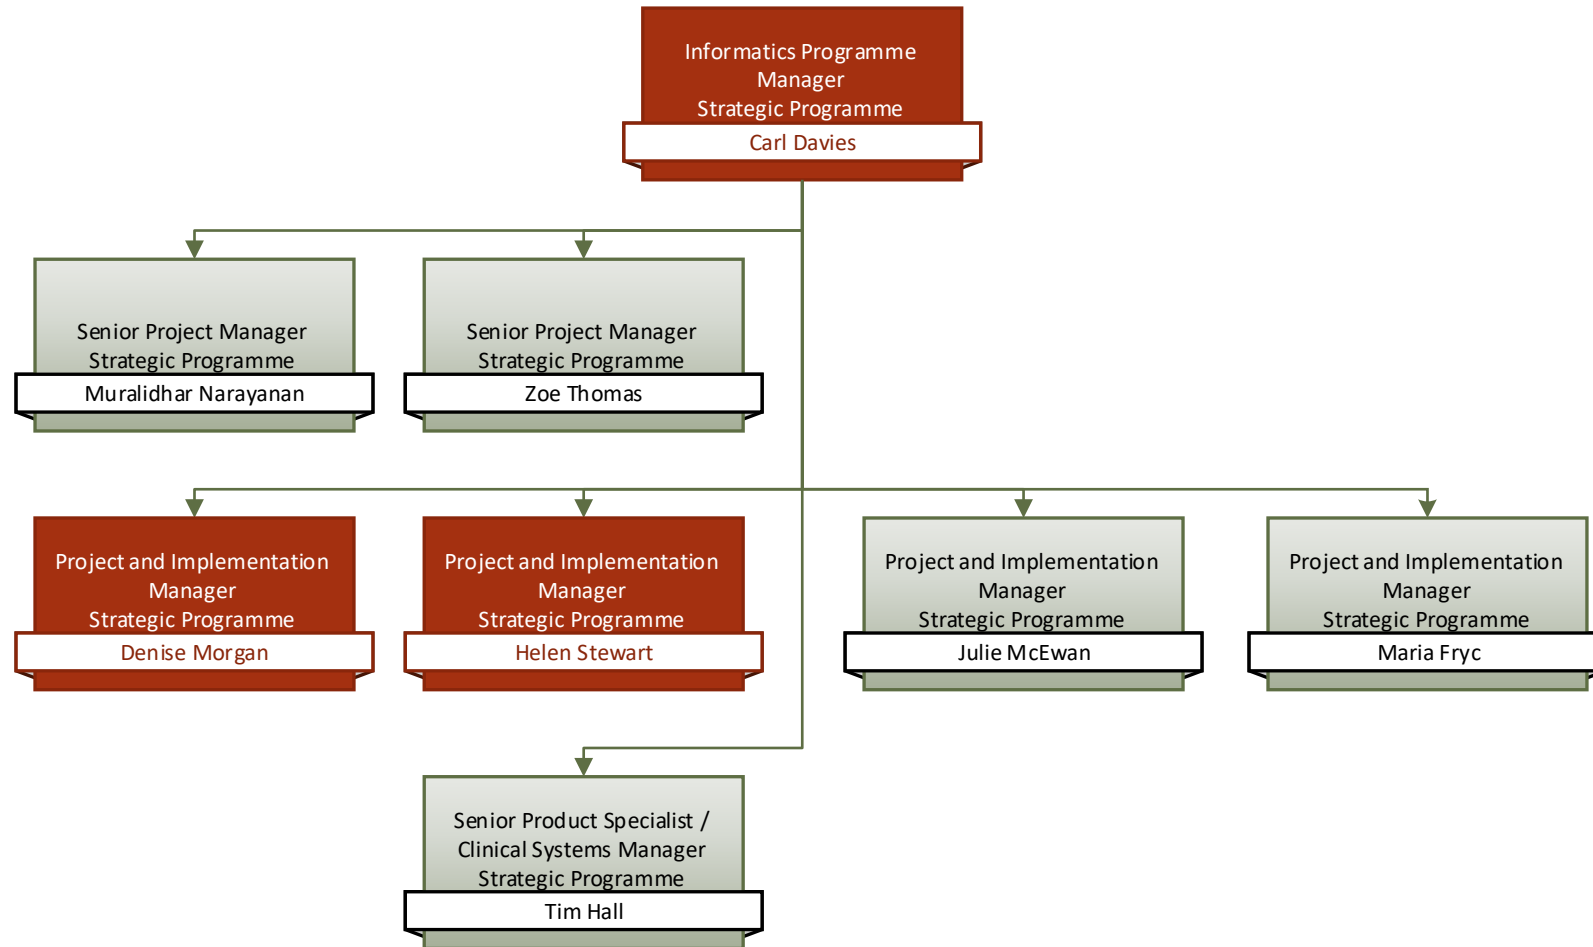 Informatics Programme
Manager
Strategic Programme
Carl Davies
Senior Project Manager
Strategic Programme
Muralidhar Narayanan
Senior Project Manager
Strategic Programme
Zoe Thomas
Project and Implementation
Manager
Strategic Programme
Denise Morgan
Project and Implementation
Manager
Strategic Programme
Helen Stewart
Project and Implementation
Manager
Strategic Programme
Julie McEwan
Project and Implementation
Manager
Strategic Programme
Maria Fryc
Senior Product Specialist /
Clinical Systems Manager
Strategic Programme
Tim Hall